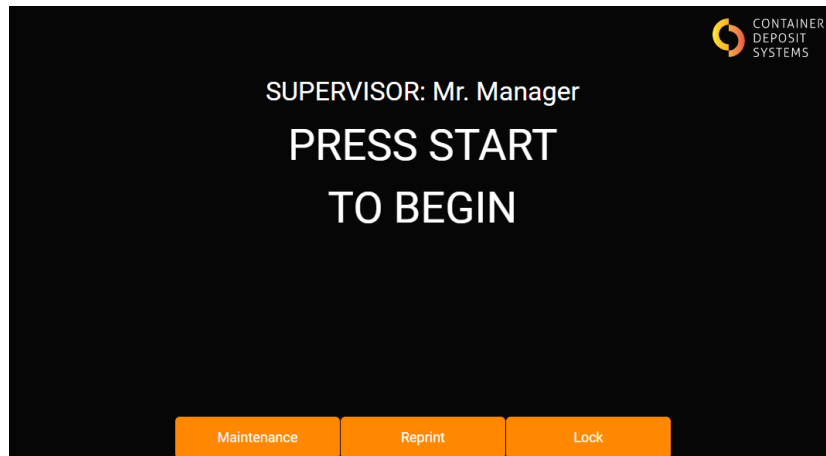 CONTAINER
DEPOSIT
SYSTEMS
SUPERVISOR: Mr. Manager
PRESS START
TO BEGIN
Maintenance
Reprint
Lock